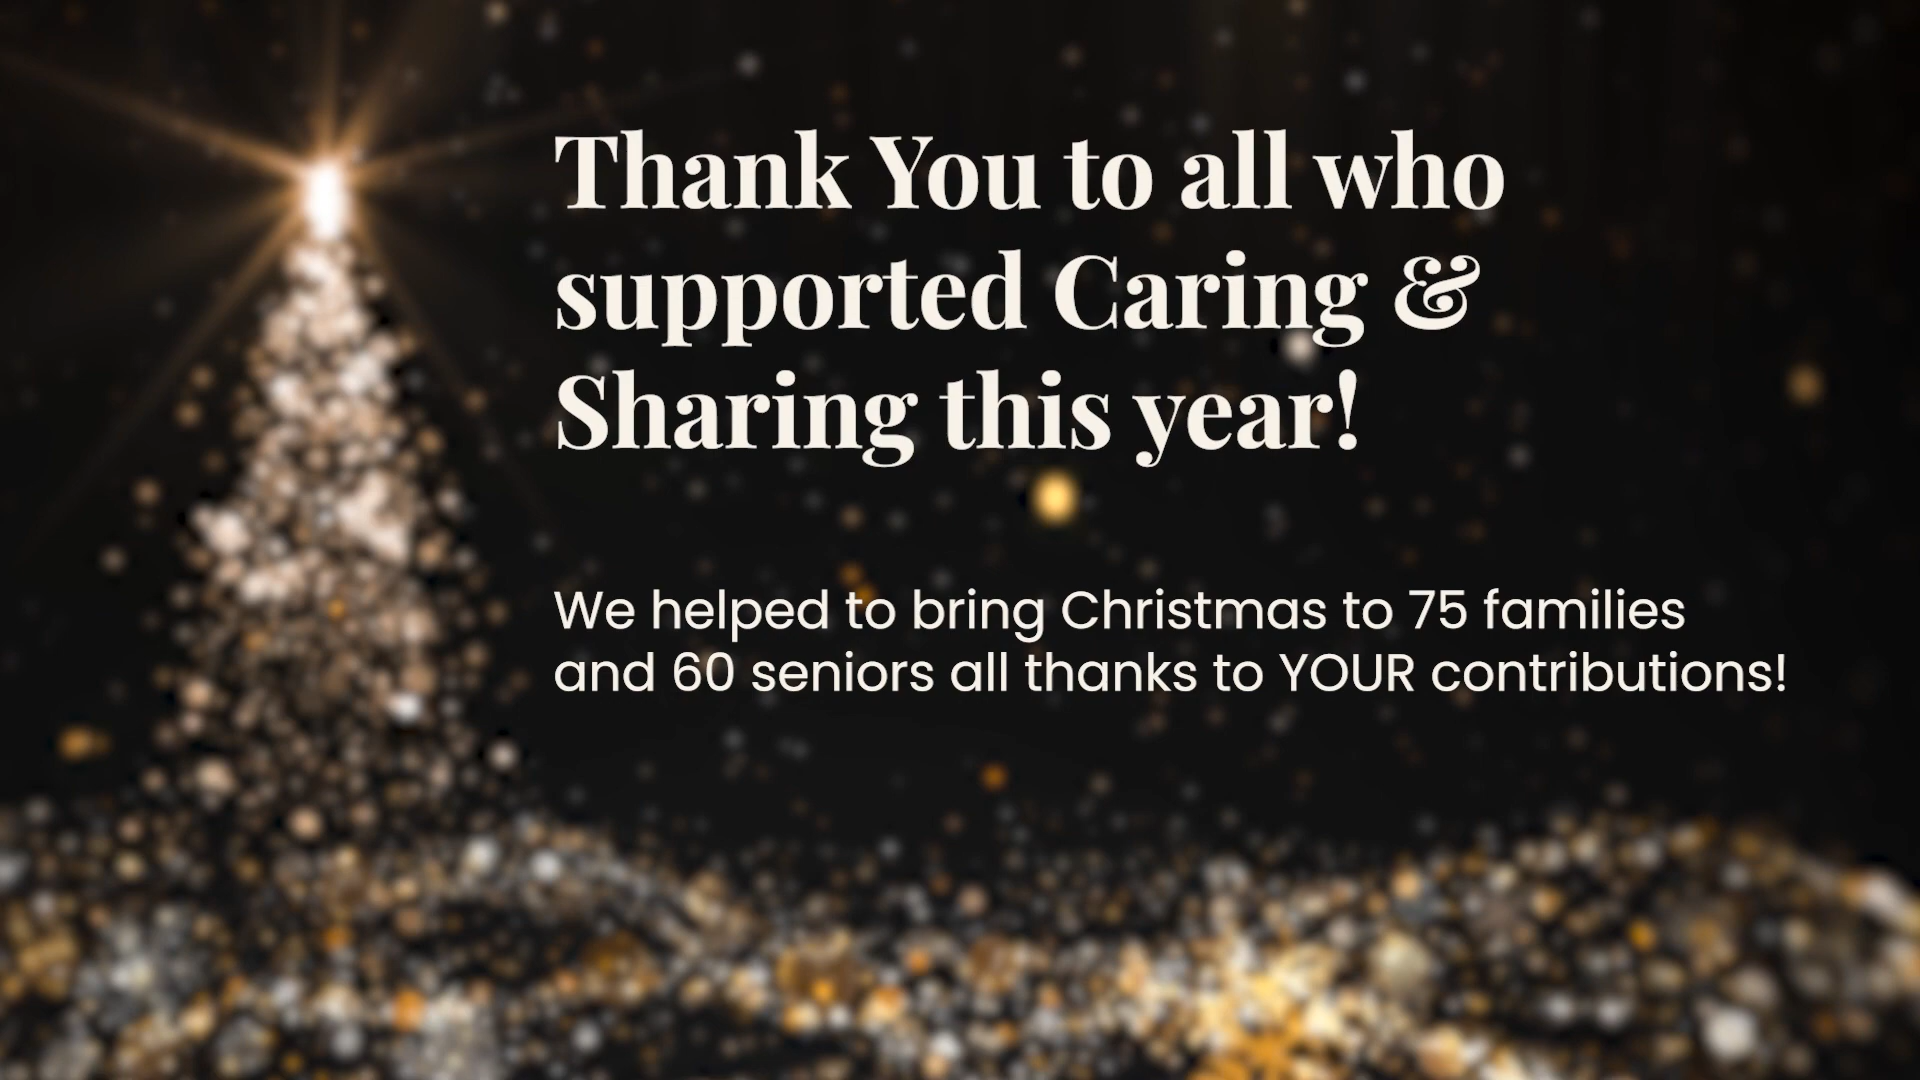 Thank You to all who
supported Caring &
Sharing this year!
We helped to bring Christmas to 75 families
and 60 seniors all thanks to YOUR contributions!